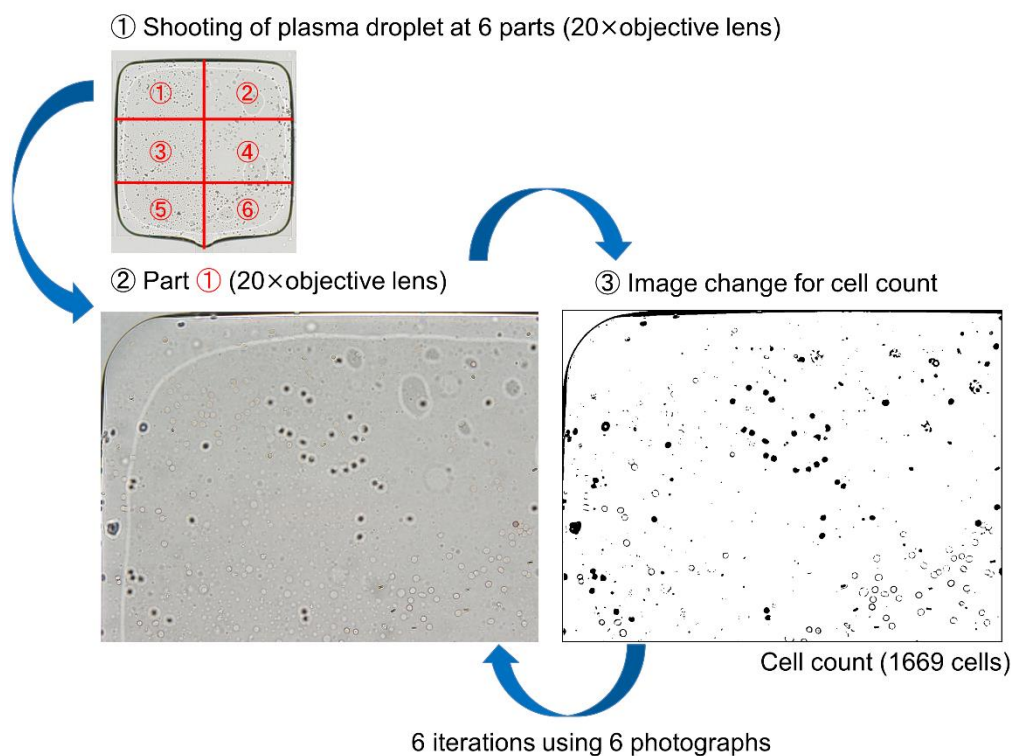 ① Shooting of plasma droplet at 6 parts (20×objective lens)
① ②
③ ④
⑤ ⑥
② Part ① (20×objective lens)
③ Image change for cell count
Cell count (1669 cells)
6 iterations using 6 photographs